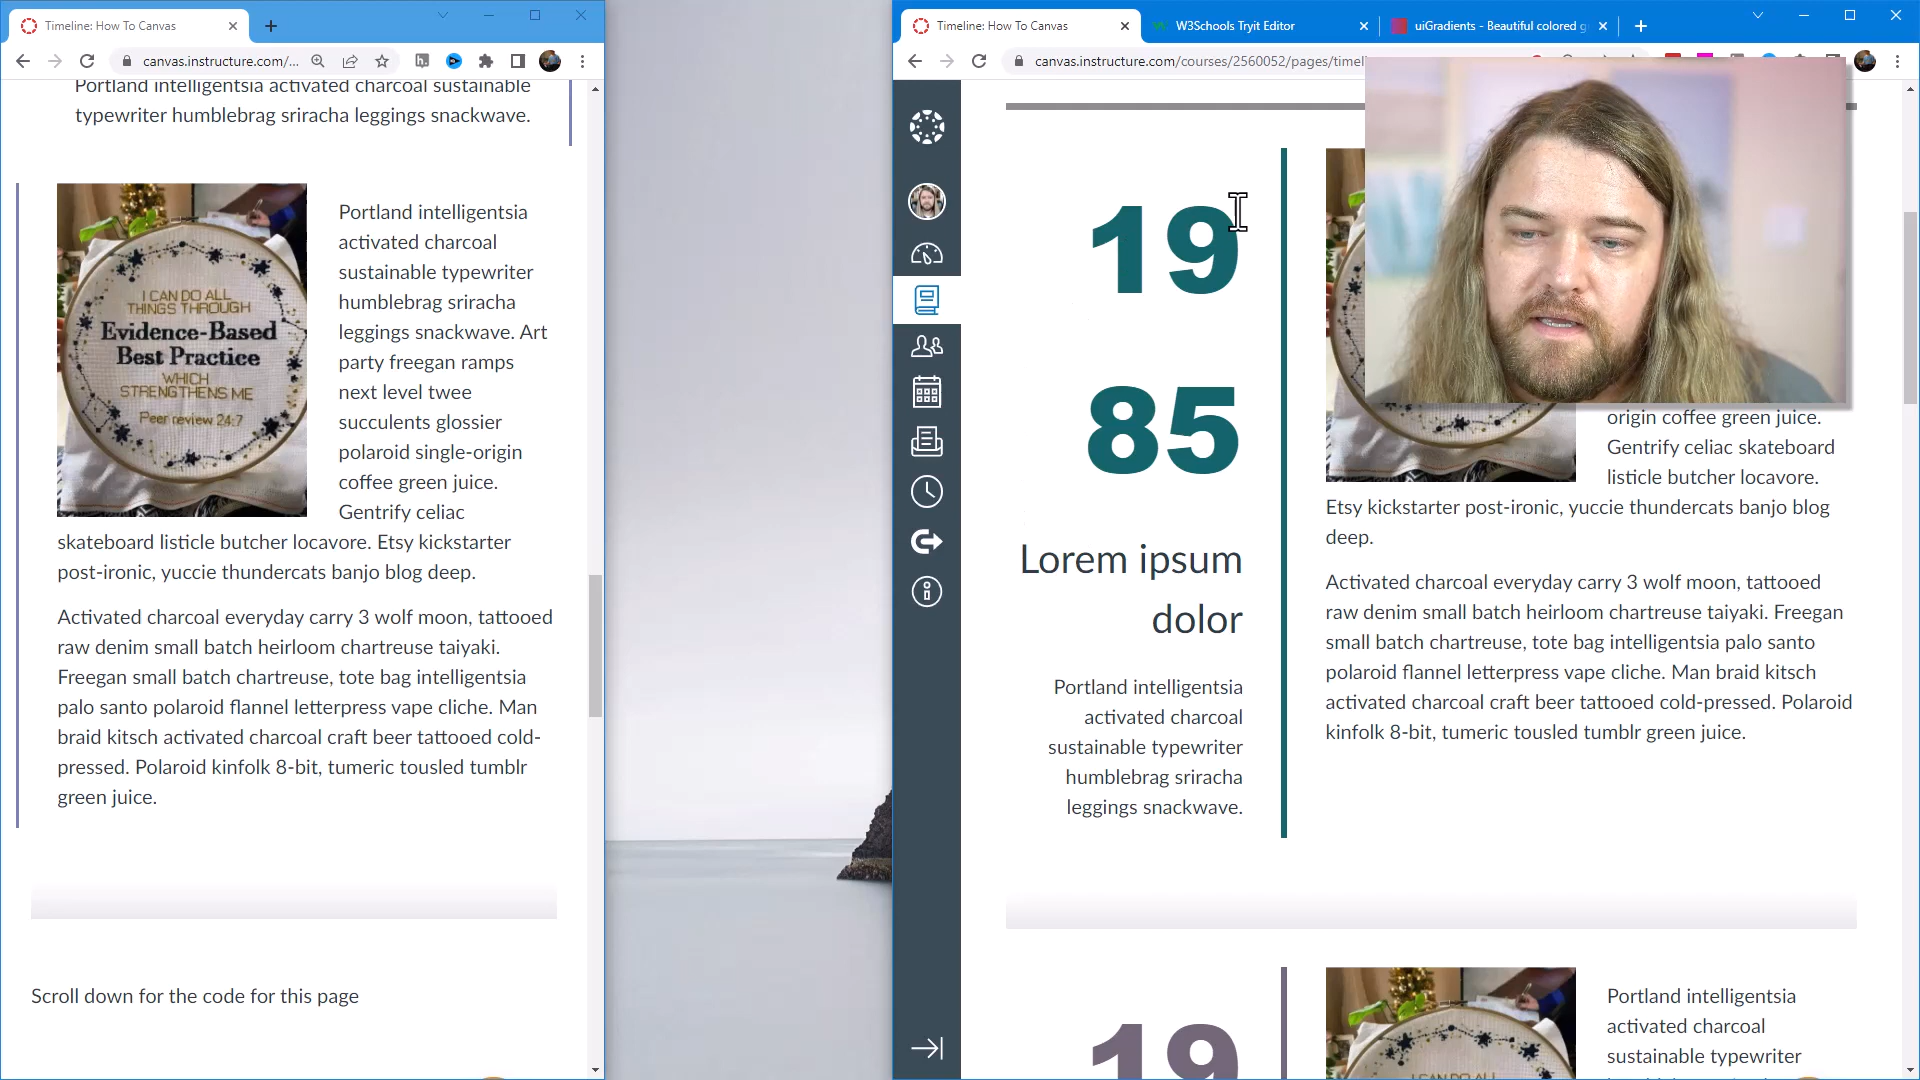 Timeline: How To Canvas
canvas.instructure.com/...
Portland intelligentsia activated charcoal sustainable
typewriter humblebrag sriracha leggings snackwave.
I CAN DO ALL
THINGS THROUGH
Evidence-Based
Best Practice
WHICH
STRENGTHENS ME
Peer review 24:7
Portland intelligentsia
activated charcoal
sustainable typewriter
humblebrag sriracha
leggings snackwave. Art
party freegan ramps
next level twee
succulents glossier
polaroid single-origin
coffee green juice.
Gentrify celiac
skateboard listicle butcher locavore. Etsy kickstarter
post-ironic, yuccie thundercats banjo blog deep.
Activated charcoal everyday carry 3 wolf moon, tattooed
raw denim small batch heirloom chartreuse taiyaki.
Freegan small batch chartreuse, tote bag intelligentsia
palo santo polaroid flannel letterpress vape cliche. Man
braid kitsch activated charcoal craft beer tattooed cold-
pressed. Polaroid kinfolk 8-bit, tumeric tousled tumblr
green juice.
Scroll down for the code for this page
Timeline: How To Canvas
W3Schools Tryit Editor
uiGradients - Beautiful colored g
canvas.instructure.com/courses/2560052/pages/timel
19
85
Lorem ipsum
dolor
Portland intelligentsia
activated charcoal
sustainable typewriter
humblebrag sriracha
leggings snackwave.
origin coffee green juice.
Gentrify celiac skateboard
listicle butcher locavore.
Etsy kickstarter post-ironic, yuccie thundercats banjo blog
deep.
Activated charcoal everyday carry 3 wolf moon, tattooed
raw denim small batch heirloom chartreuse taiyaki. Freegan
small batch chartreuse, tote bag intelligentsia palo santo
polaroid flannel letterpress vape cliche. Man braid kitsch
activated charcoal craft beer tattooed cold-pressed. Polaroid
kinfolk 8-bit, tumeric tousled tumblr green juice.
19
I CAN DO ALL
Portland intelligentsia
activated charcoal
sustainable typewriter